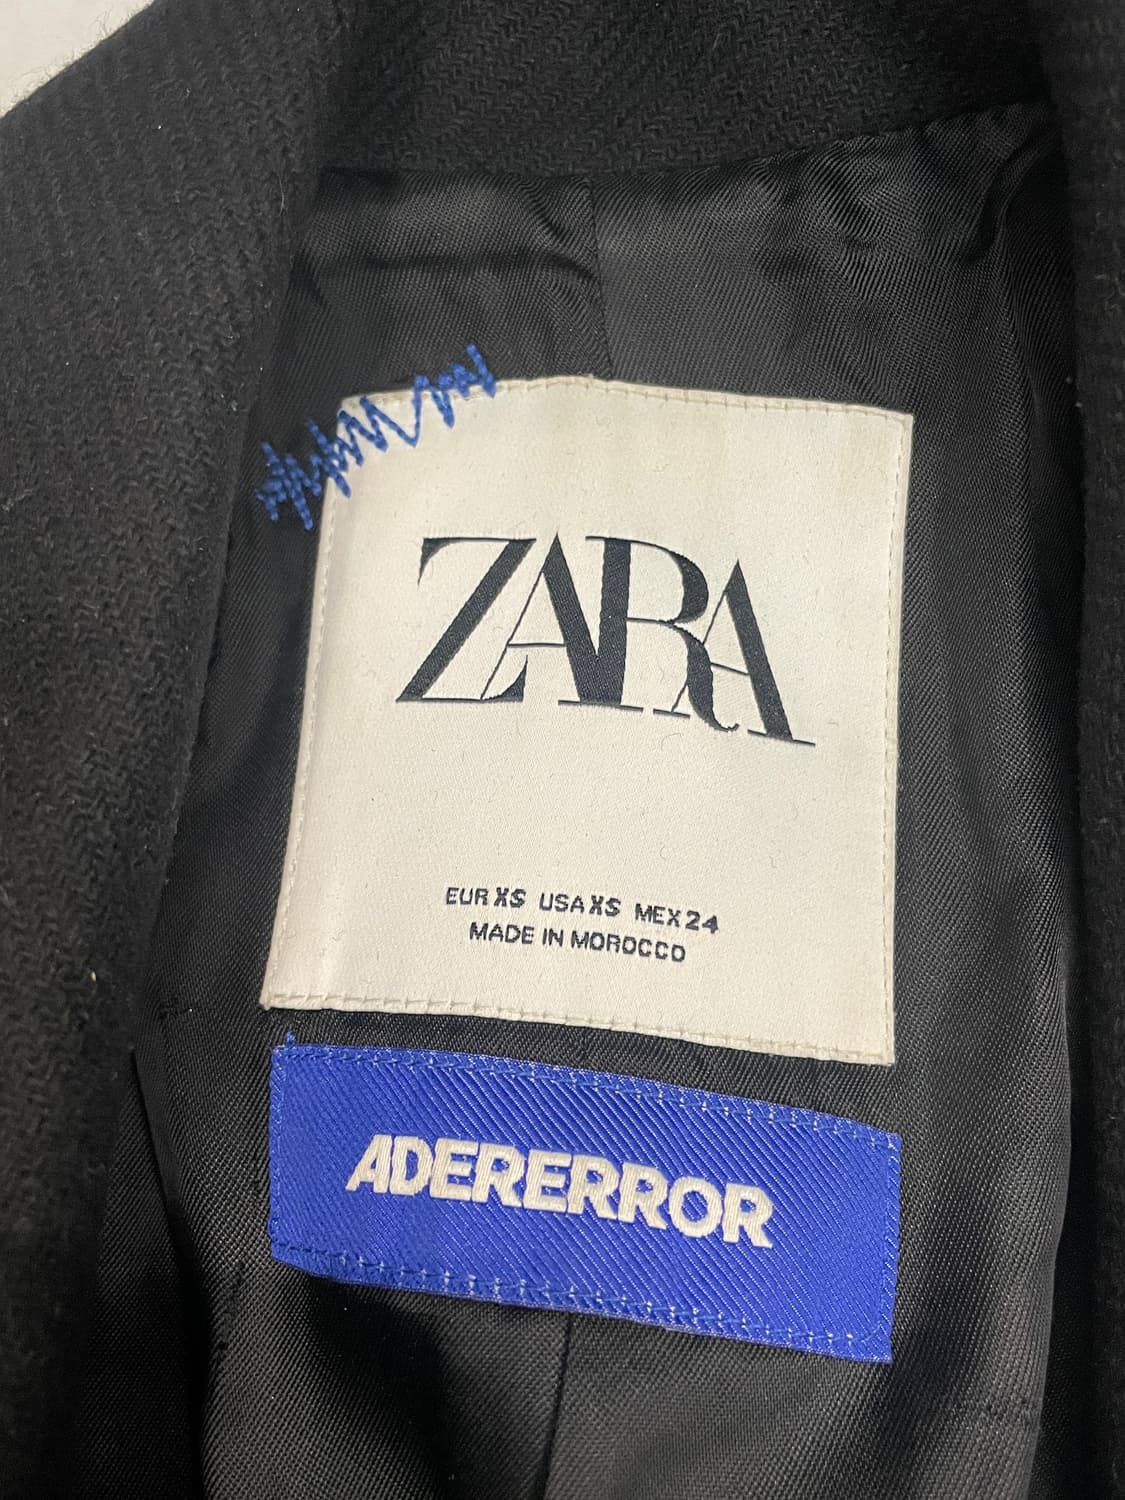 ZARA
EUR XS USA XS MEX 24
MADE IN MOROCCO
ADERERROR